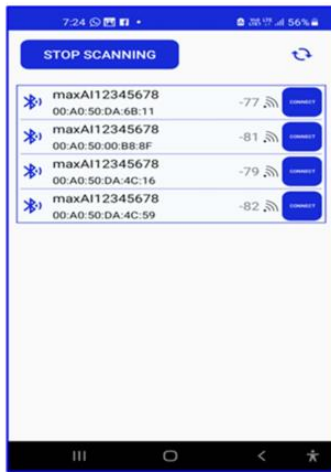 7:24 56%
STOP SCANNING
maxAI12345678
00:A0:50:DA:6B:11
-77 CONNECT
maxAI12345678
00:A0:50:00:B8:8F
-81 CONNECT
maxAI12345678
00:A0:50:DA:4C:16
-79 CONNECT
maxAI12345678
00:A0:50:DA:4C:59
-82 CONNECT